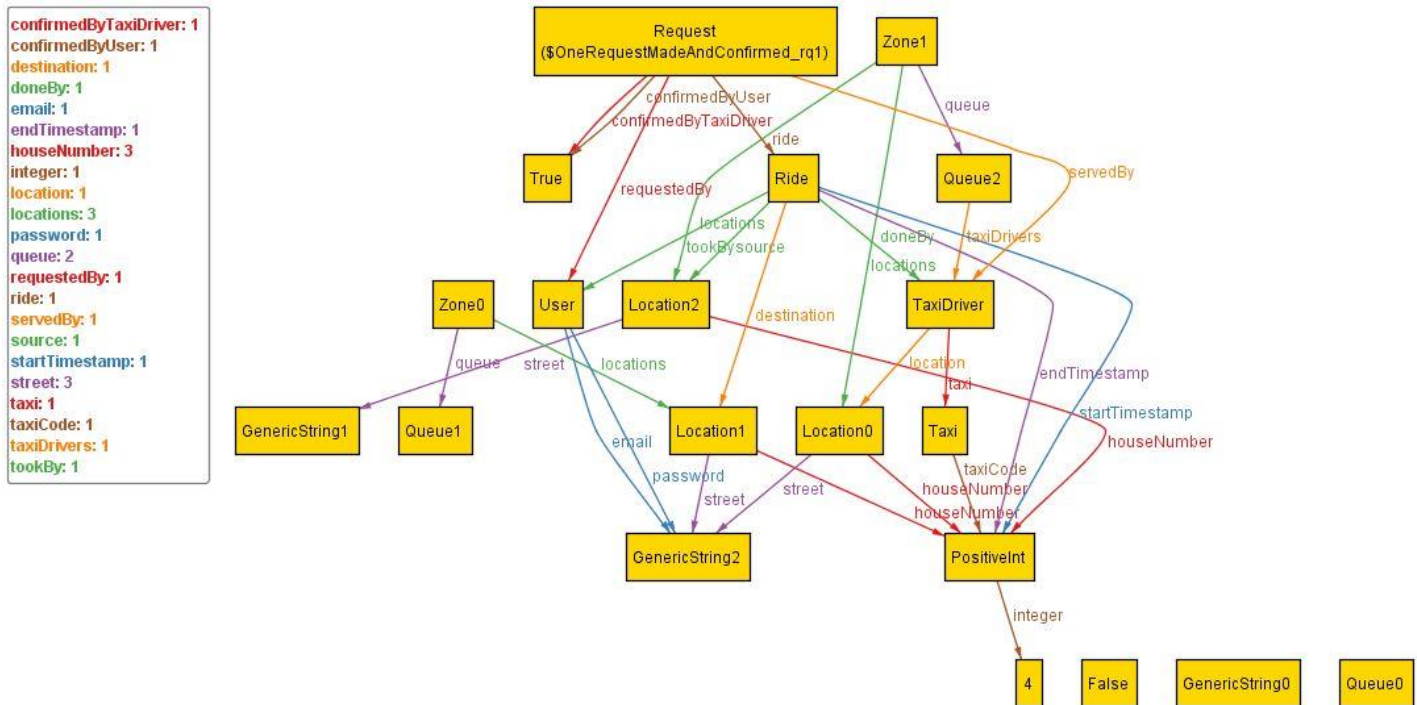 confirmedByTaxiDriver: 1
confirmedByUser: 1
destination: 1
doneBy: 1
email: 1
endTimestamp: 1
houseNumber: 3
integer: 1
location: 1
locations: 3
password: 1
queue: 2
requestedBy: 1
ride: 1
servedBy: 1
source: 1
startTimestamp: 1
street: 3
taxi: 1
taxiCode: 1
taxiDrivers: 1
tookBy: 1
Request
($OneRequestMadeAndConfirmed_rq1)
Zone1
confirmedByUser
queue
confirmedByTaxiDriver
ride
True
Ride
Queue2
servedBy
requestedBy
locations
doneBy
taxiDrivers
tookBysource
locations
Zone0
User
Location2
TaxiDriver
destination
queue
street
locations
location
endTimestamp
taxi
startTimestamp
GenericString1
Queue1
Location1
Location0
Taxi
houseNumber
email
password
taxiCode
street
street
houseNumber
houseNumber
GenericString2
PositiveInt
integer
4
False
GenericString0
Queue0